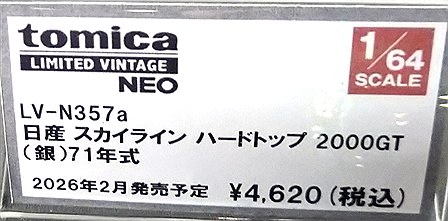 tomica
LIMITED VINTAGE
NEO
1/64
SCALE
LV-N357a
日産 スカイライン ハードトップ 2000GT
(銀)71年式
2026年2月発売予定 ¥4,620(税込)